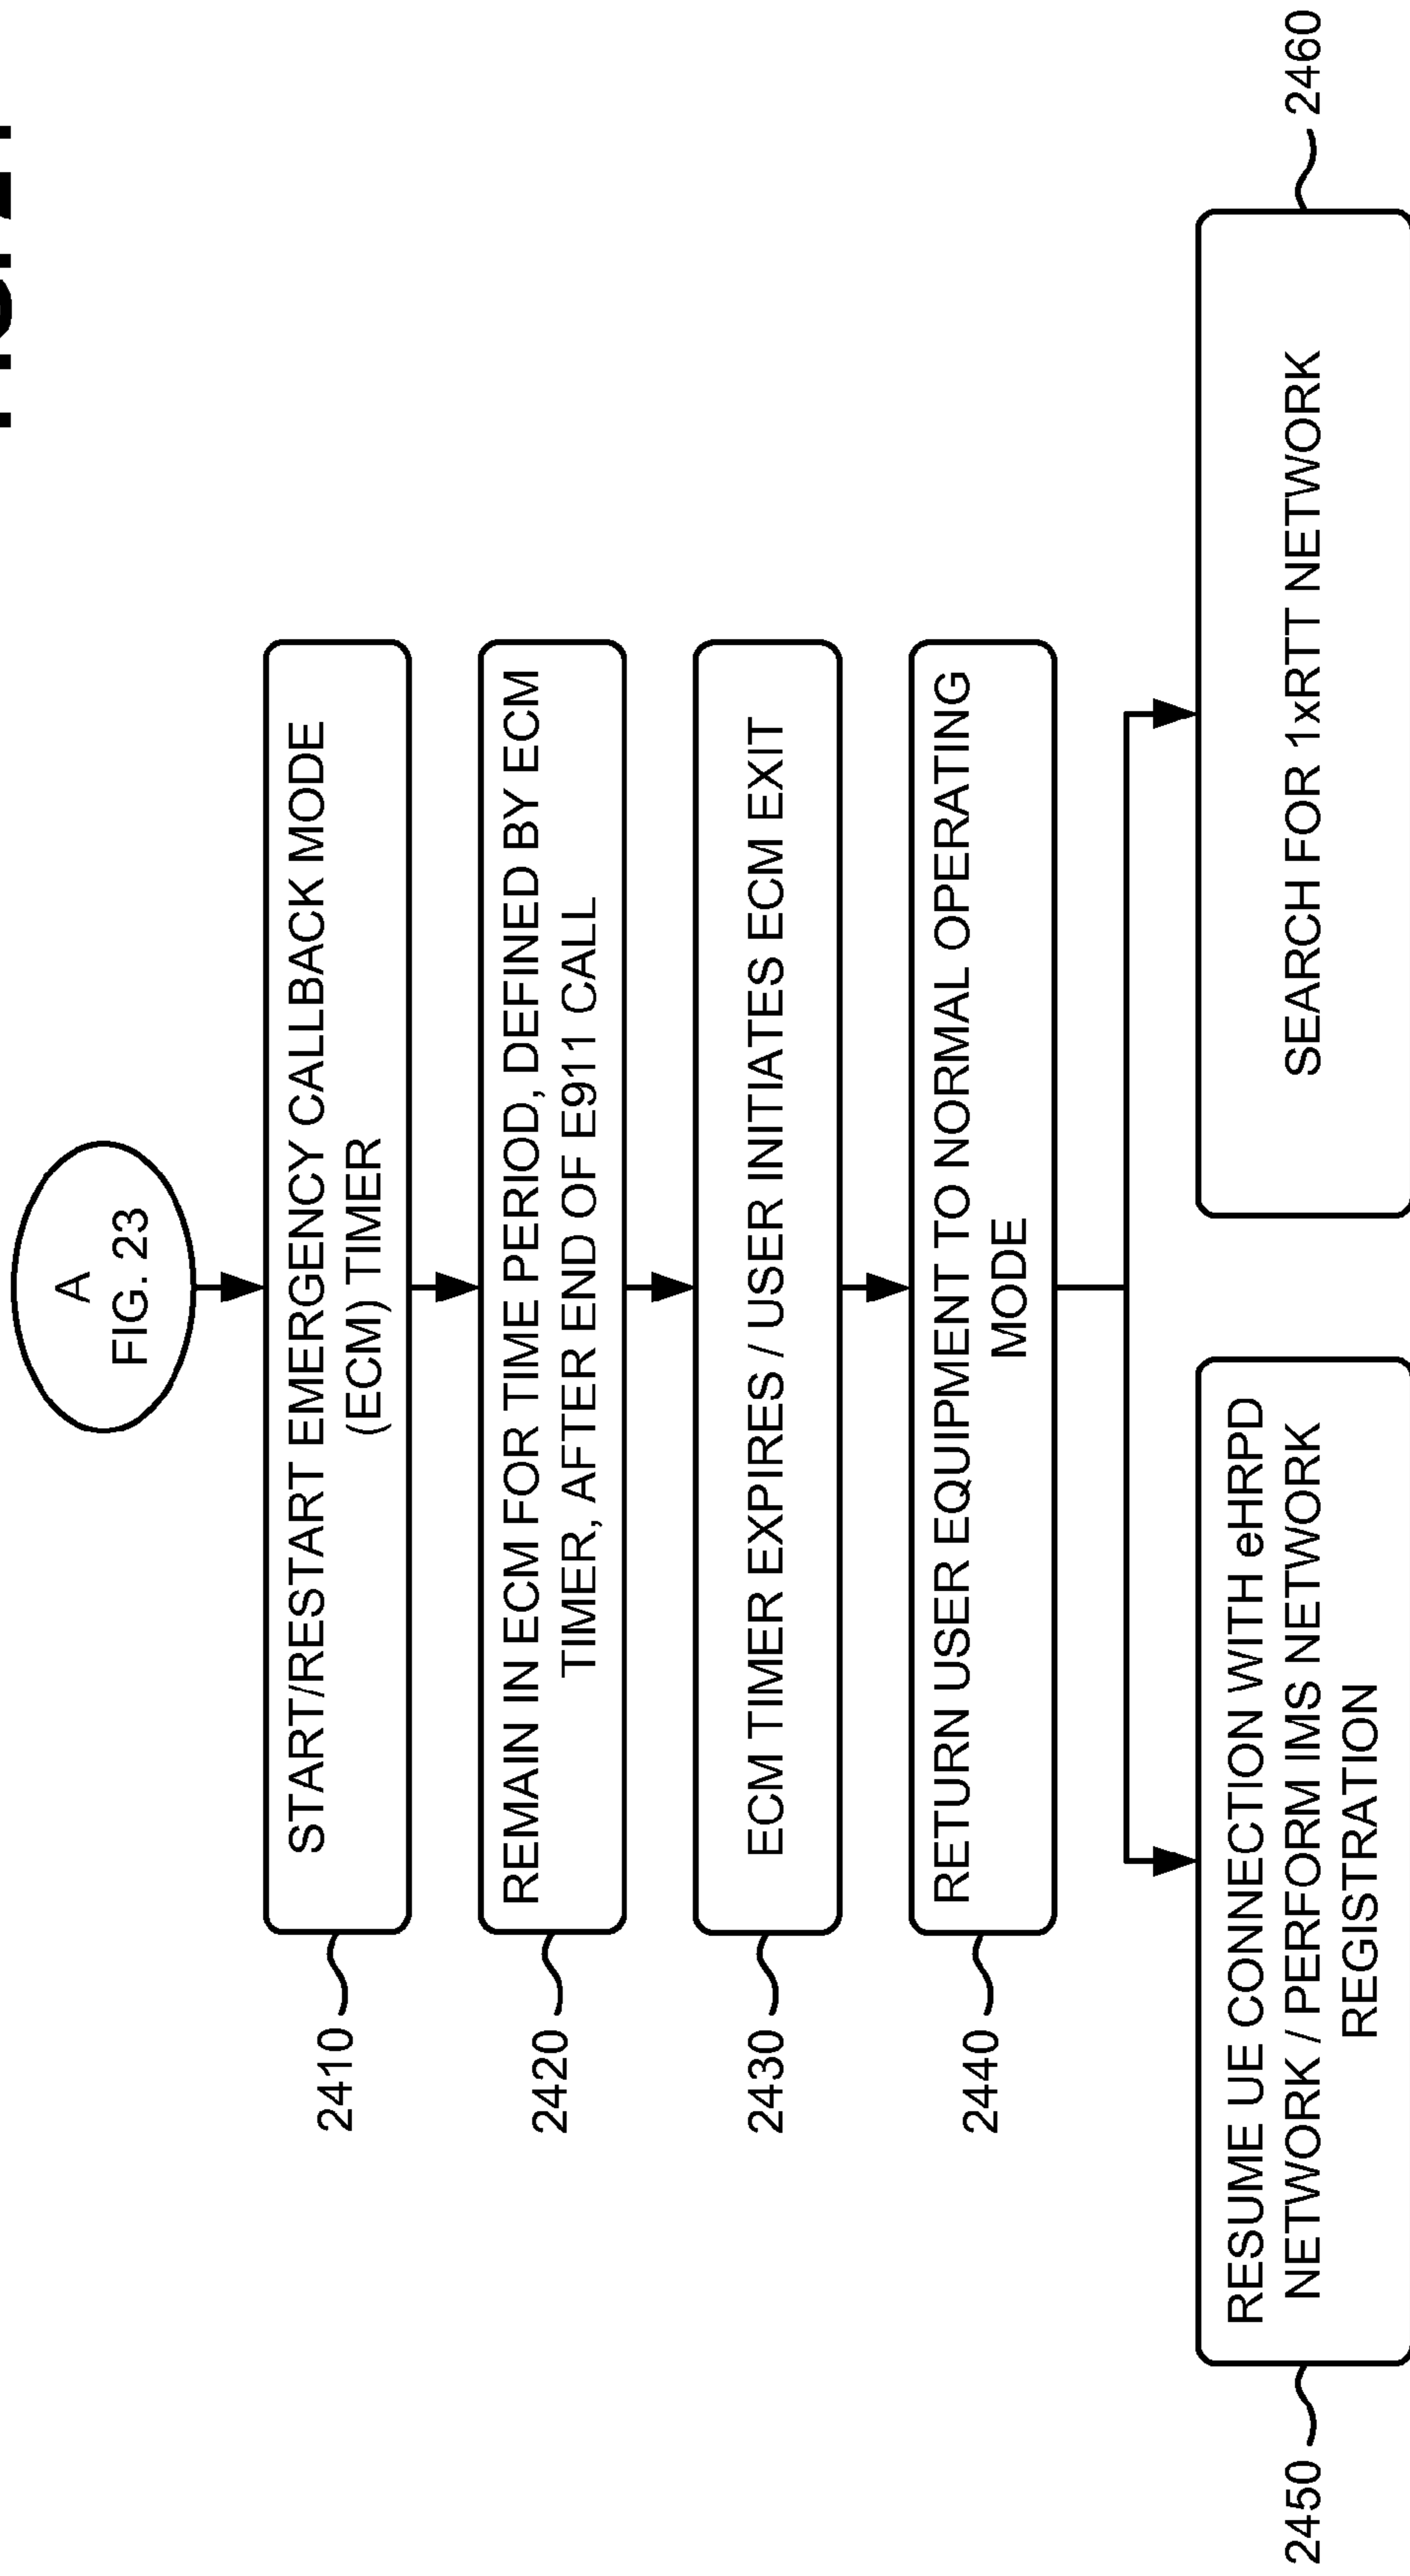 A
FIG. 23
2410
START/RESTART EMERGENCY CALLBACK MODE
(ECM) TIMER
2420
REMAIN IN ECM FOR TIME PERIOD, DEFINED BY ECM
TIMER, AFTER END OF E911 CALL
2430
ECM TIMER EXPIRES / USER INITIATES ECM EXIT
2440
RETURN USER EQUIPMENT TO NORMAL OPERATING
MODE
2450
RESUME UE CONNECTION WITH eHRPD
NETWORK / PERFORM IMS NETWORK
REGISTRATION
SEARCH FOR 1xRTT NETWORK
2460